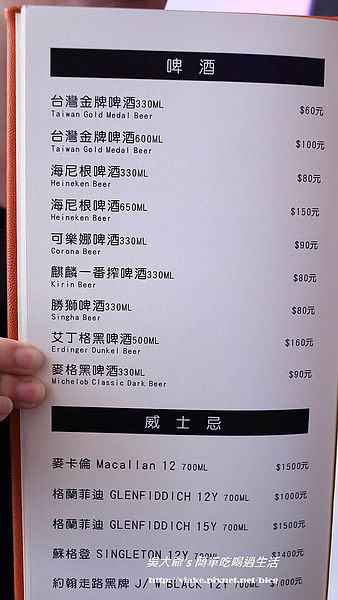 啤 酒
台灣金牌啤酒330ML $60元
Taiwan Gold Medal Beer
台灣金牌啤酒600ML $100元
Taiwan Gold Medal Beer
海尼根啤酒330ML $80元
Heineken Beer
海尼根啤酒650ML $150元
Heineken Beer
可樂娜啤酒330ML $90元
Corona Beer
麒麟一番搾啤酒330ML $80元
Kirin Beer
勝獅啤酒330ML $80元
Singha Beer
艾丁格黑啤酒500ML $160元
Erdinger Dunkel Beer
麥格黑啤酒330ML $90元
Michelob Classic Dark Beer
威 士 忌
麥卡倫 Macallan 12 700ML $1500元
格蘭菲迪 GLENFIDDICH 12Y 700ML $1000元
格蘭菲迪 GLENFIDDICH 15Y 700ML $1500元
蘇格登 SINGLETON 12Y 700ML $1400元
吳大爺's簡單吃喝過生活
約翰走路黑牌 J/W BLACK 12Y 700ML $1000元